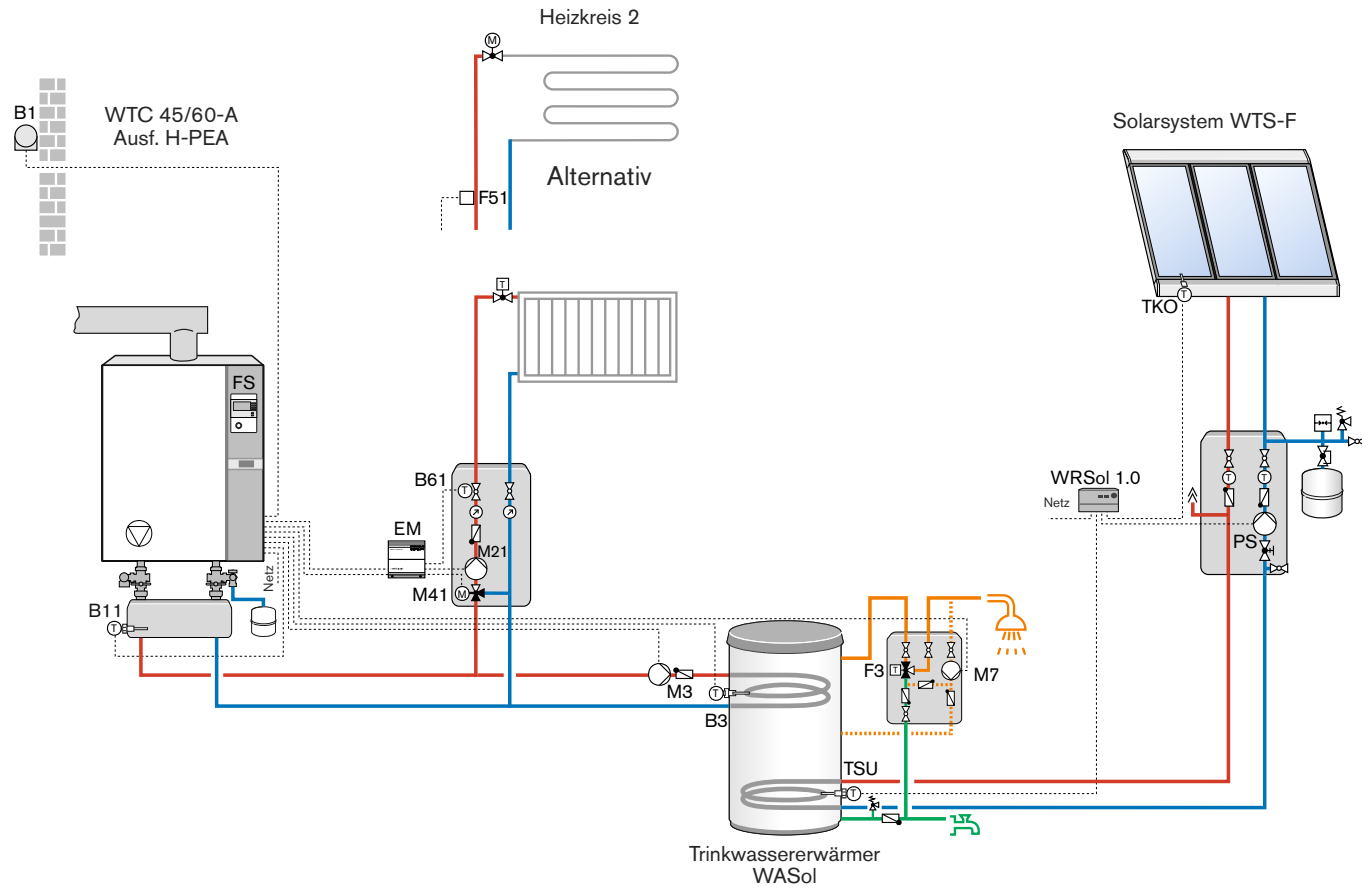 Heizkreis 2
M
B1
WTC 45/60-A
Ausf. H-PEA
Solarsystem WTS-F
Alternativ
F51
T
TKO
T
FS
B61
T
WRSol 1.0
Netz
T
T
EM
M21
PS
M41
M
Netz
B11
T
F3
T
M7
M3
T
B3
TSU
T
Trinkwassererwärmer
WASol